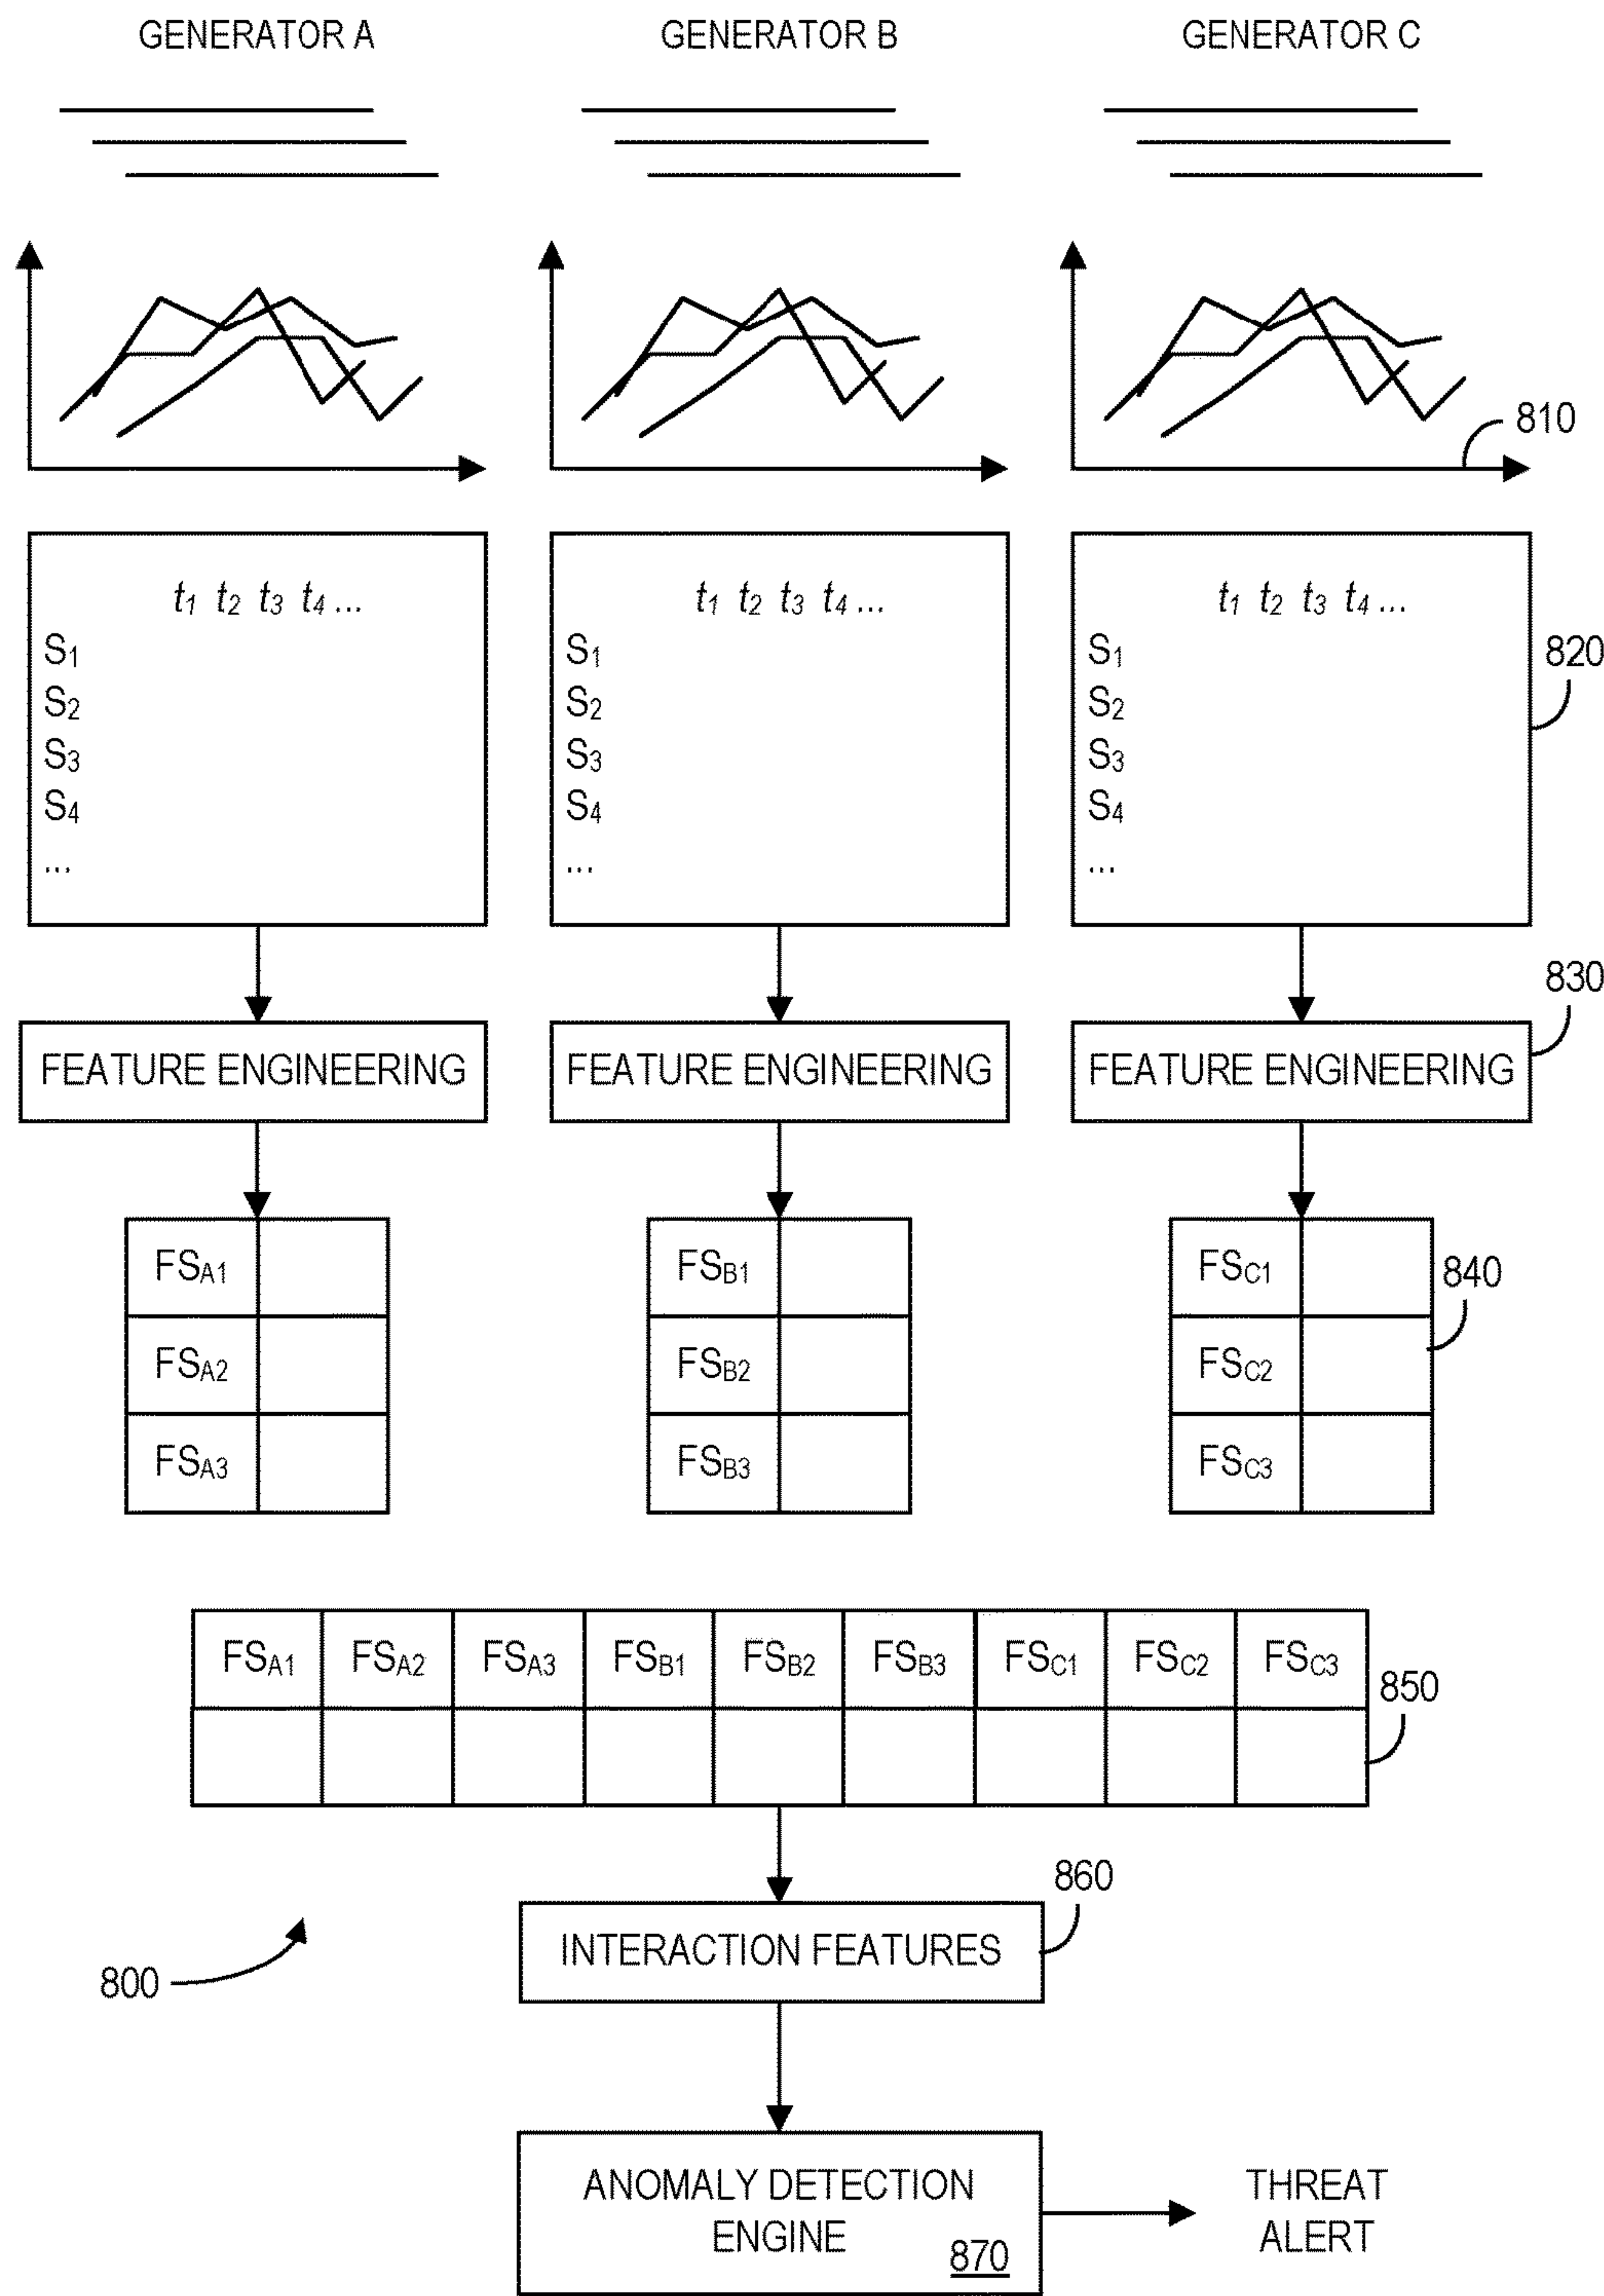 GENERATOR A GENERATOR B GENERATOR C
810
t1 t2 t3 t4 ... t1 t2 t3 t4 ... t1 t2 t3 t4 ...
S1 S1 S1 820
S2 S2 S2
S3 S3 S3
S4 S4 S4
... ... ...
830
FEATURE ENGINEERING FEATURE ENGINEERING FEATURE ENGINEERING
FSA1 FSB1 FSC1 840
FSA2 FSB2 FSC2
FSA3 FSB3 FSC3
FSA1 FSA2 FSA3 FSB1 FSB2 FSB3 FSC1 FSC2 FSC3
850
860
INTERACTION FEATURES
800
ANOMALY DETECTION
ENGINE 870
THREAT
ALERT